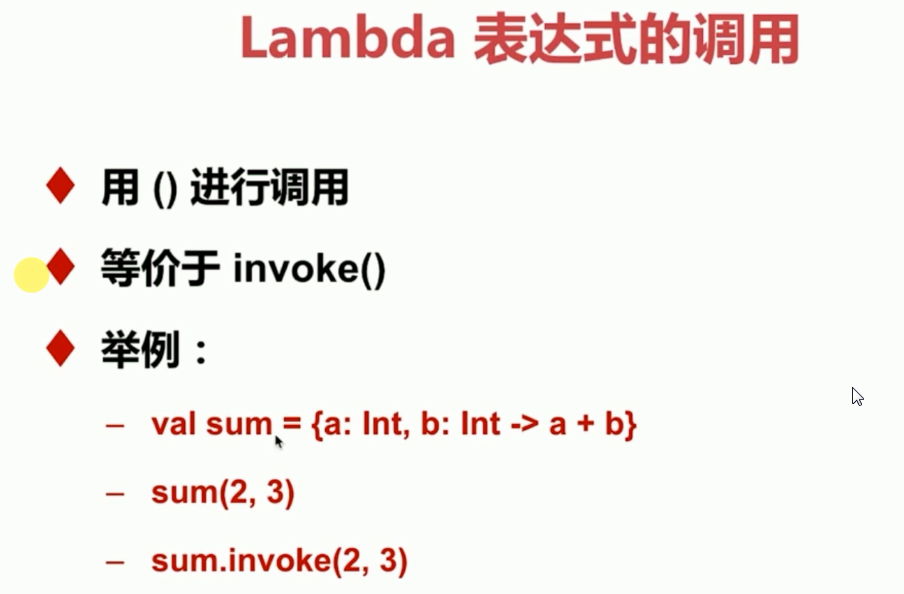 Lambda 表达式的调用
用 () 进行调用
等价于 invoke()
举例：
– val sum = {a: Int, b: Int -> a + b}
– sum(2, 3)
– sum.invoke(2, 3)